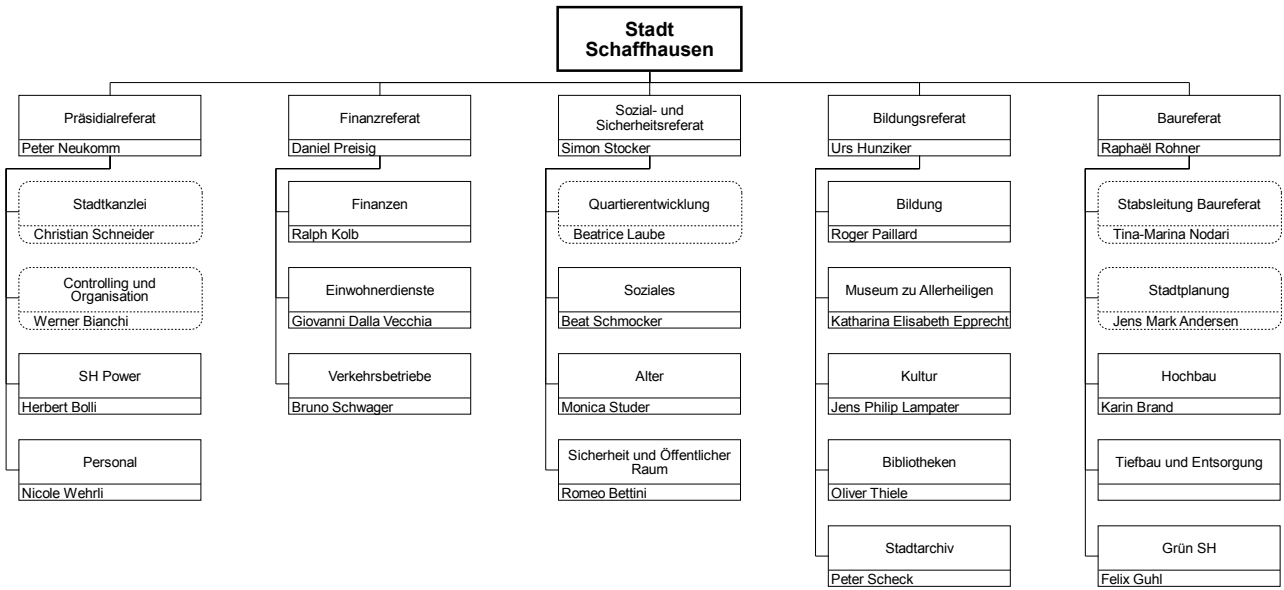 Stadt
Schaffhausen
Präsidialreferat
Peter Neukomm
Stadtkanzlei
Christian Schneider
Controlling und
Organisation
Werner Bianchi
SH Power
Herbert Bolli
Personal
Nicole Wehrli
Finanzreferat
Daniel Preisig
Finanzen
Ralph Kolb
Einwohnerdienste
Giovanni Dalla Vecchia
Verkehrsbetriebe
Bruno Schwager
Sozial- und
Sicherheitsreferat
Simon Stocker
Quartierentwicklung
Beatrice Laube
Soziales
Beat Schmocker
Alter
Monica Studer
Sicherheit und Öffentlicher
Raum
Romeo Bettini
Bildungsreferat
Urs Hunziker
Bildung
Roger Paillard
Museum zu Allerheiligen
Katharina Elisabeth Epprecht
Kultur
Jens Philip Lampater
Bibliotheken
Oliver Thiele
Stadtarchiv
Peter Scheck
Baureferat
Raphaël Rohner
Stabsleitung Baureferat
Tina-Marina Nodari
Stadtplanung
Jens Mark Andersen
Hochbau
Karin Brand
Tiefbau und Entsorgung
Grün SH
Felix Guhl